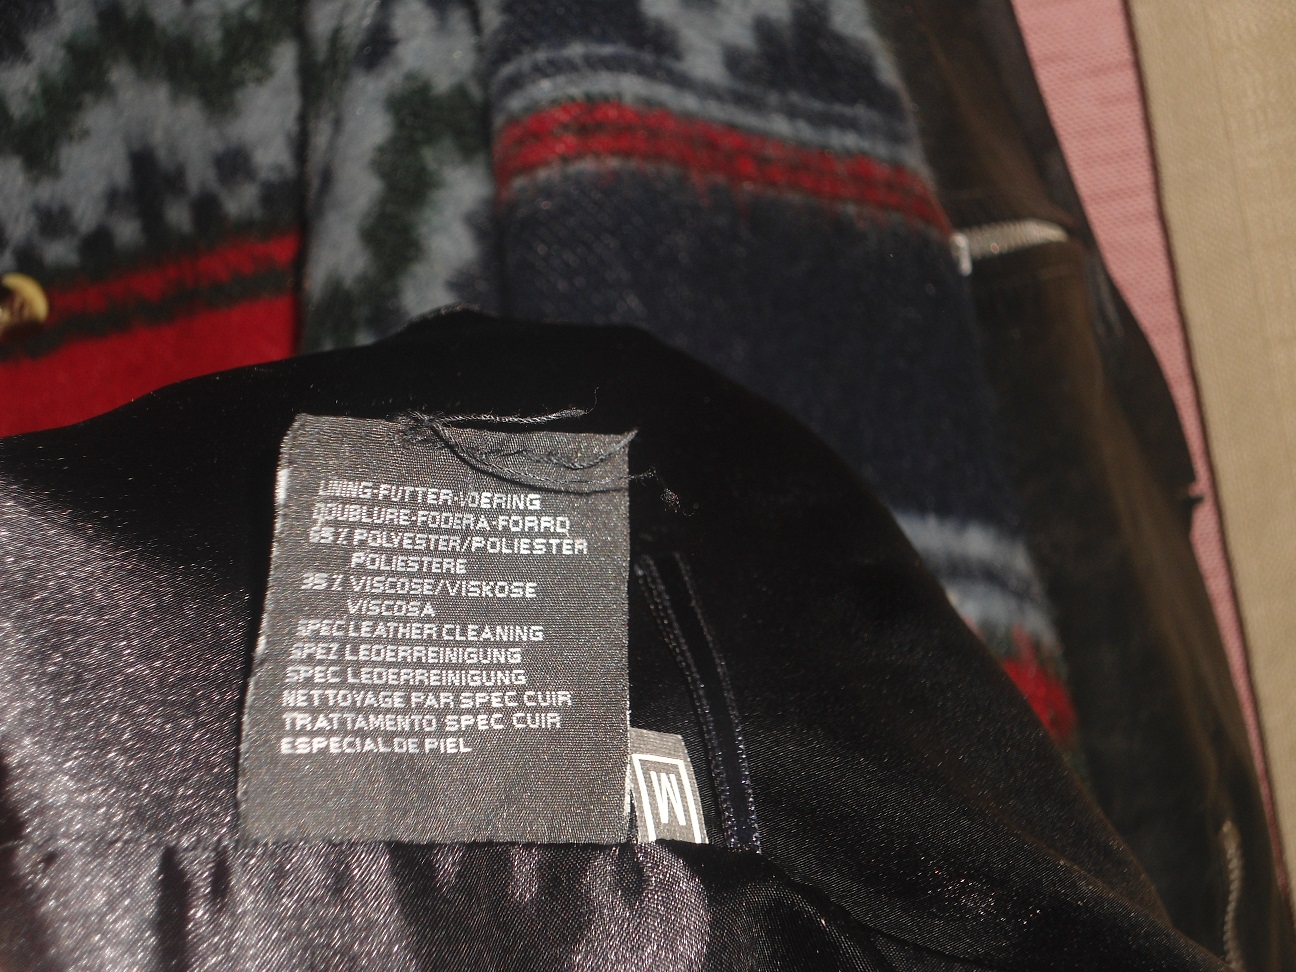 LINING-FUTTER-VOERING
DOUBLURE-FODERA-FORRO
65% POLYESTER/POLIESTER
POLIESTERE
35% VISCOSE/VISKOSE
VISCOSA
SPEC LEATHER CLEANING
SPEZ LEDERREINIGUNG
SPEC LEDERREINIGUNG
NETTOYAGE PAR SPEC CUIR
TRATTAMENTO SPEC CUIR
ESPECIAL DE PIEL
M